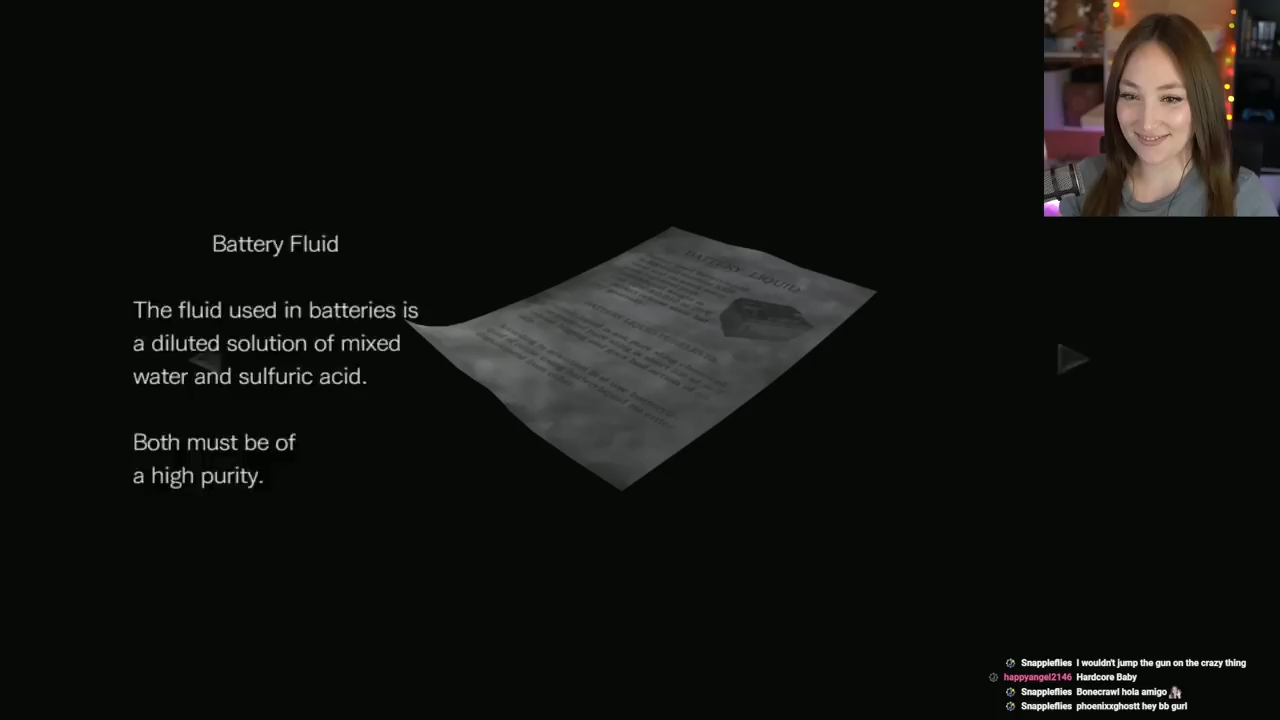 Battery Fluid
The fluid used in batteries is
a diluted solution of mixed
water and sulfuric acid.
Both must be of
a high purity.
BATTERY LIQUID
Snappleflies I wouldn't jump the gun on the crazy thing
happyangel2146 Hardcore Baby
Snappleflies Bonecrawl hola amigo
Snappleflies phoenixxghostt hey bb gurl